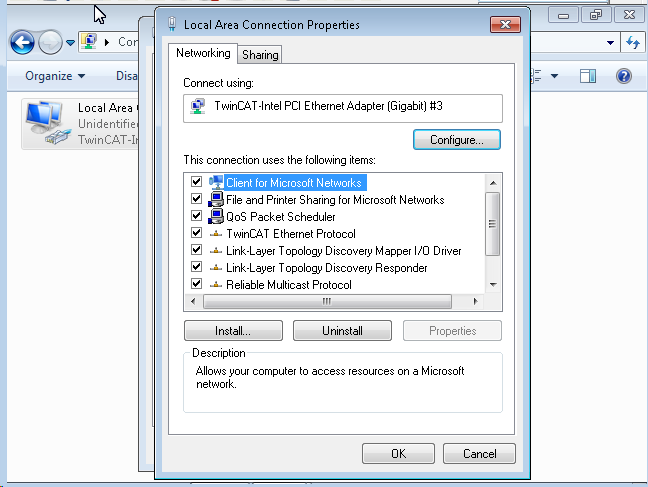 Local Area Connection Properties
Con
Networking
Sharing
Organize
Disa
Local Area C
Unidentified
TwinCAT-In
Connect using:
TwinCAT-Intel PCI Ethernet Adapter (Gigabit) #3
Configure...
This connection uses the following items:
Client for Microsoft Networks
File and Printer Sharing for Microsoft Networks
QoS Packet Scheduler
TwinCAT Ethernet Protocol
Link-Layer Topology Discovery Mapper I/O Driver
Link-Layer Topology Discovery Responder
Reliable Multicast Protocol
Install...
Uninstall
Properties
Description
Allows your computer to access resources on a Microsoft
network.
OK
Cancel